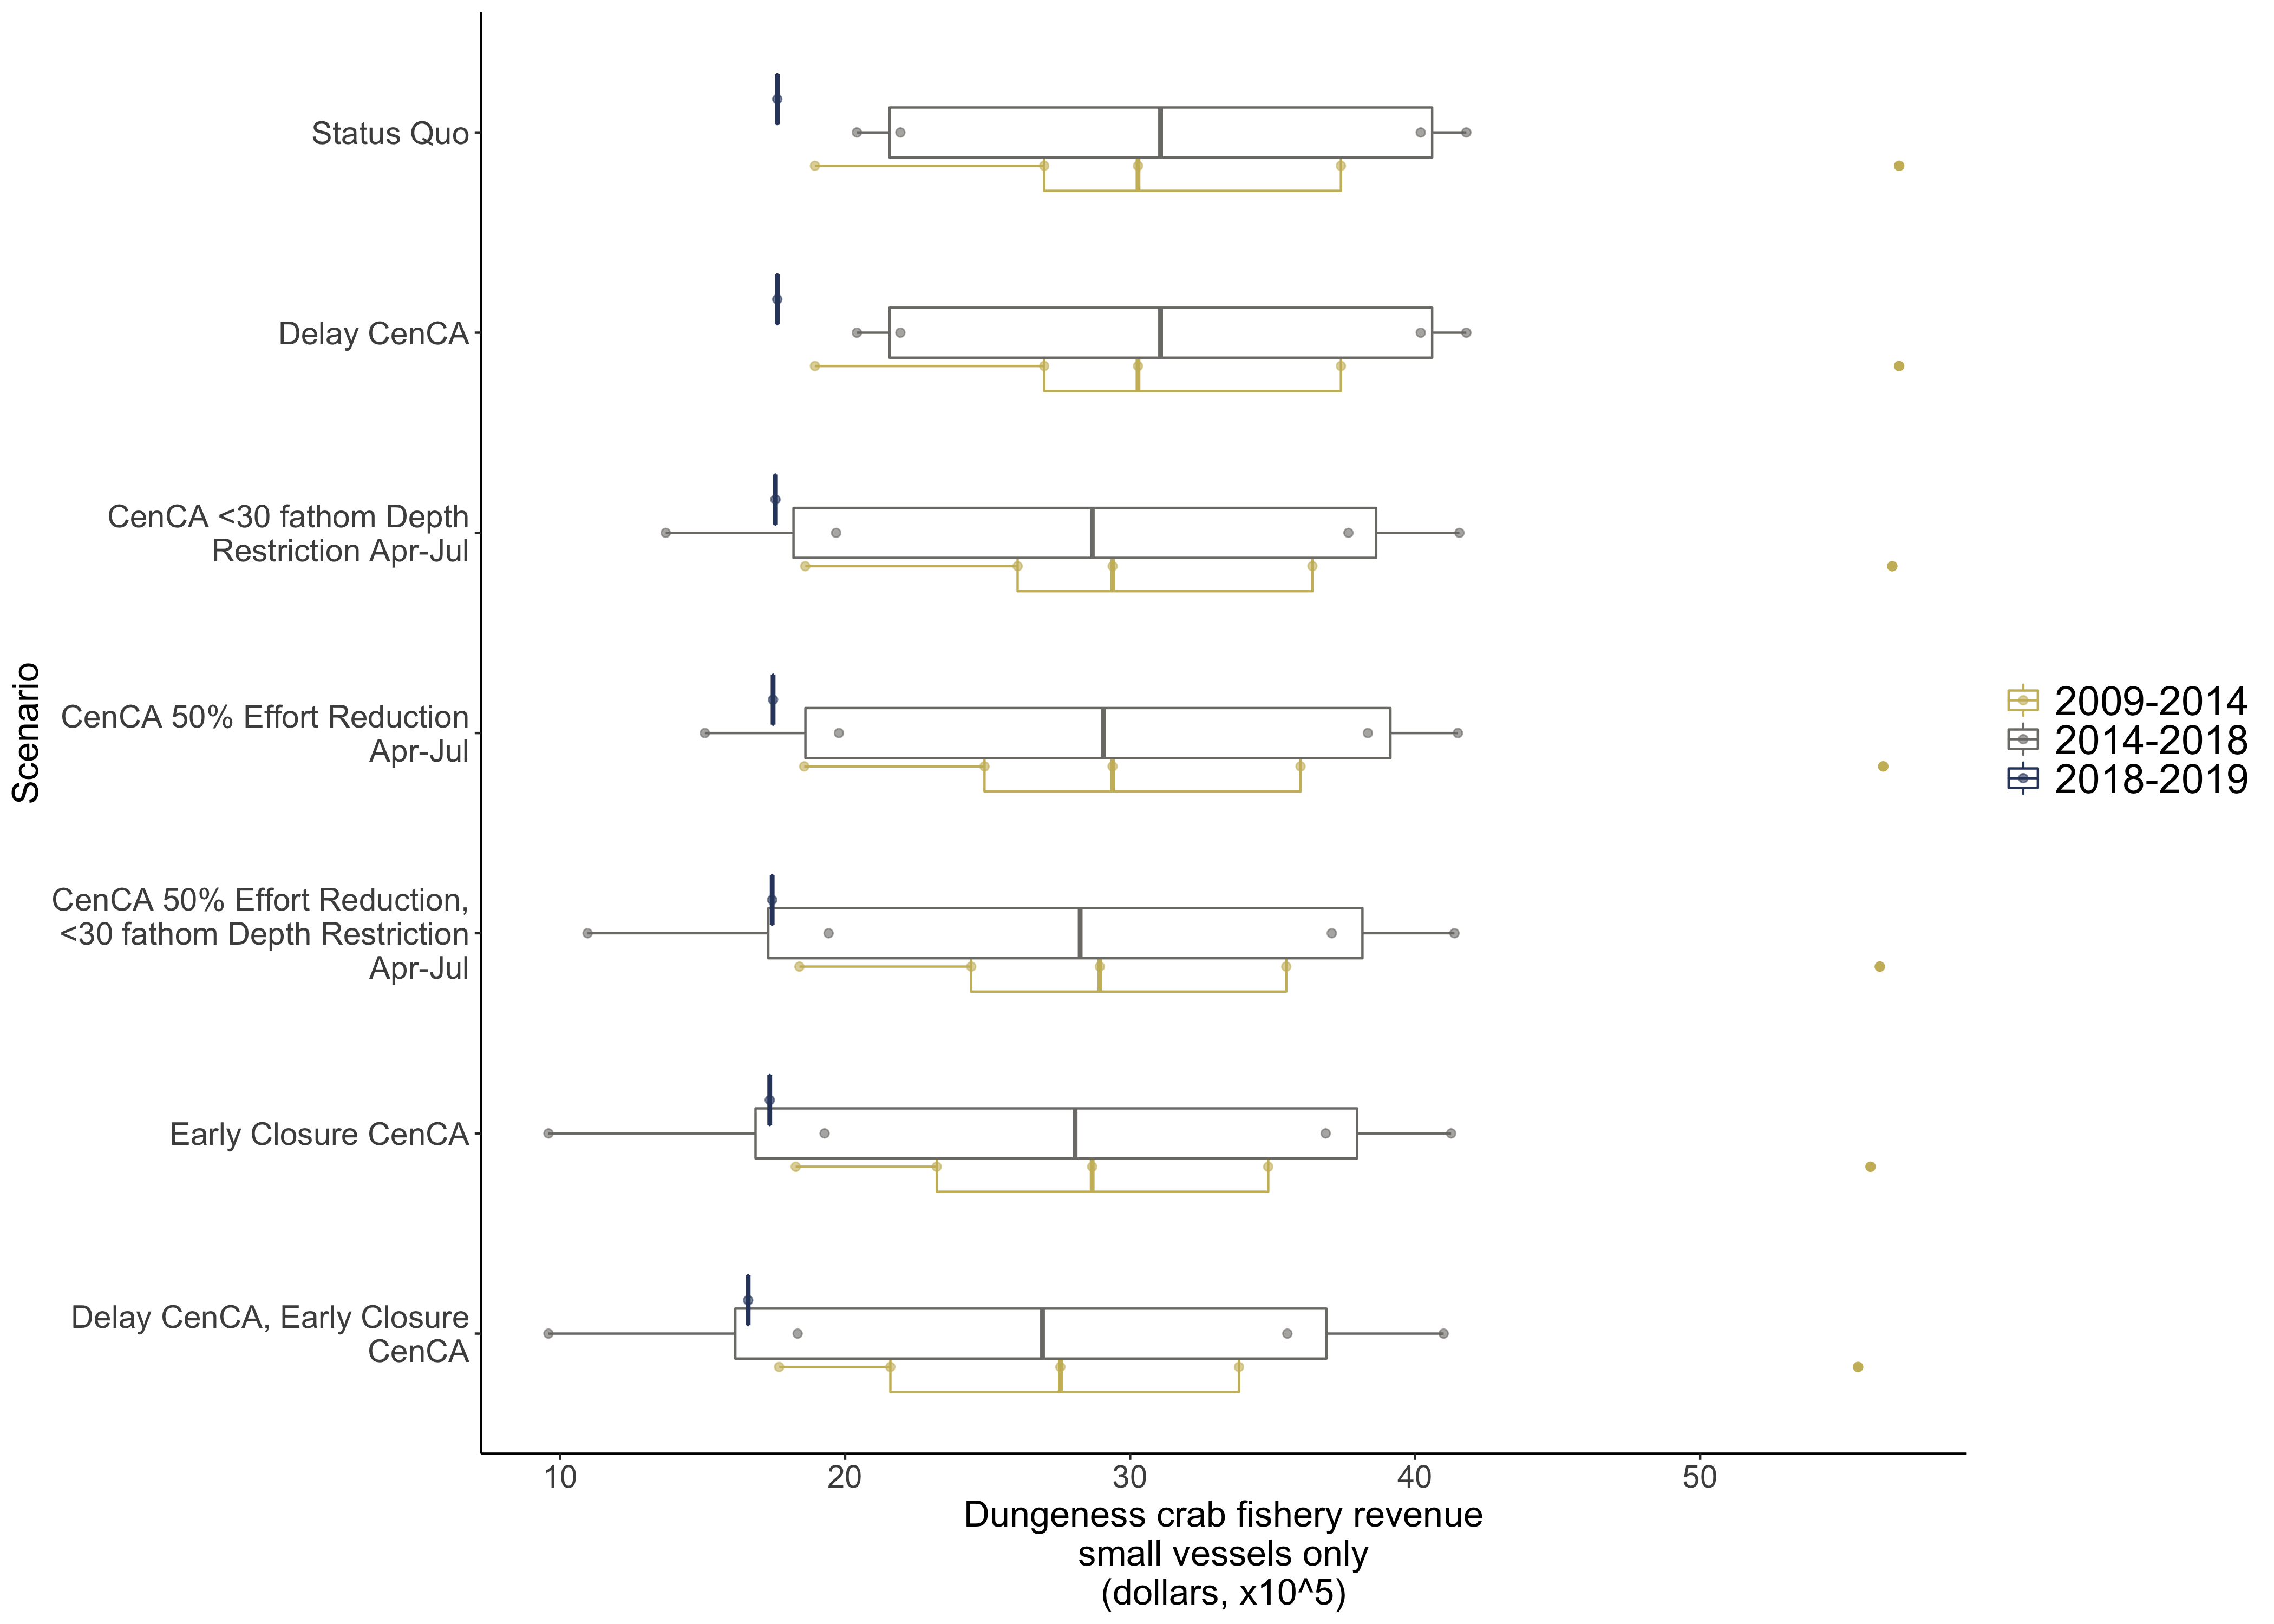 Status Quo
Delay CenCA
CenCA <30 fathom Depth
Restriction Apr-Jul
CenCA 50% Effort Reduction
Apr-Jul
CenCA 50% Effort Reduction,
<30 fathom Depth Restriction
Apr-Jul
Early Closure CenCA
Delay CenCA, Early Closure
CenCA
Scenario
10 20 30 40 50
Dungeness crab fishery revenue
small vessels only
(dollars, x10^5)
2009-2014
2014-2018
2018-2019